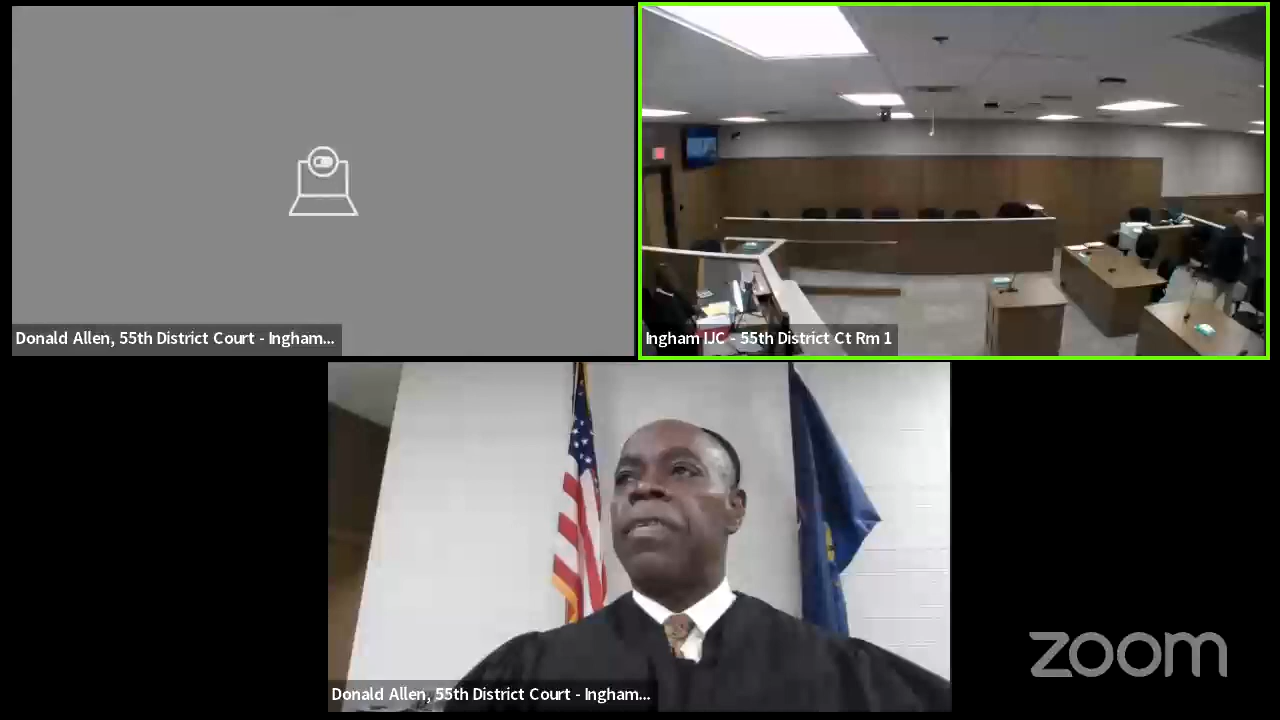 Donald Allen, 55th District Court - Ingham...
Ingham IJC - 55th District Ct Rm 1
Donald Allen, 55th District Court - Ingham...
zoom